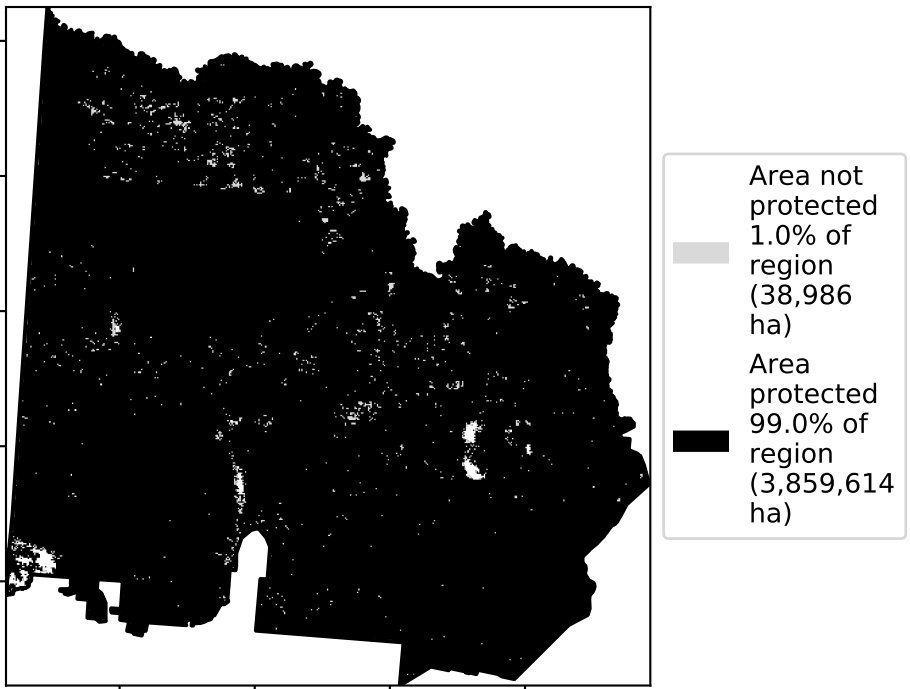 Area not
protected
1.0% of
region
(38,986
ha)
Area
protected
99.0% of
region
(3,859,614
ha)